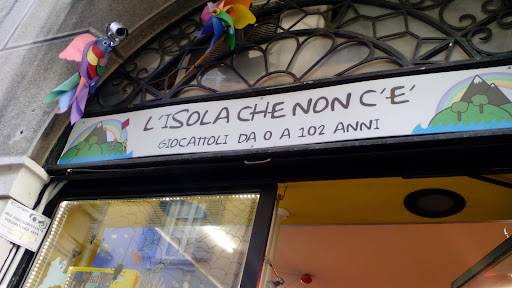 L'ISOLA CHE NON C'E'
GIOCATTOLI DA 0 A 102 ANNI